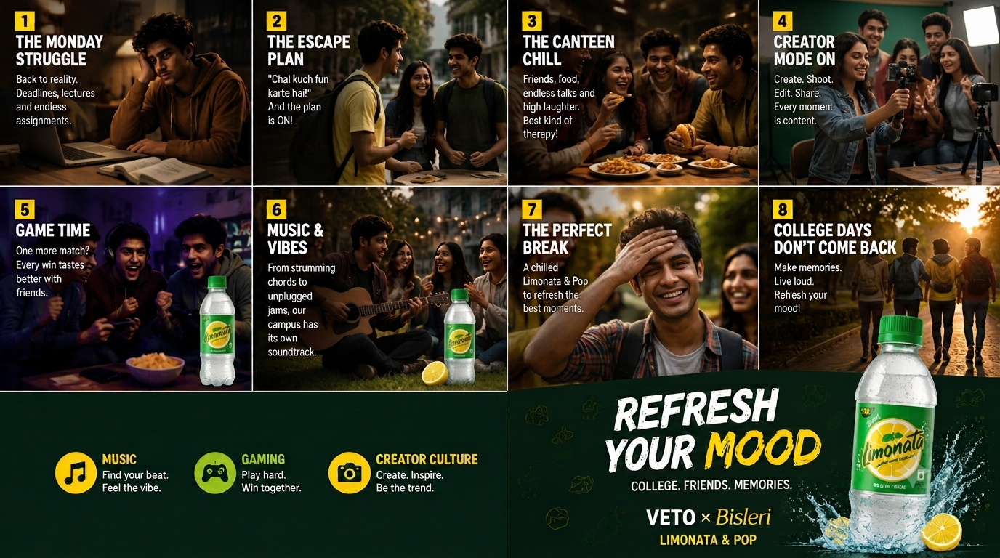 1
THE MONDAY
STRUGGLE
Back to reality.
Deadlines, lectures
and endless
assignments.
2
THE ESCAPE
PLAN
"Chal kuch fun
karte hai!"
And the plan
is ON!
3
THE CANTEEN
CHILL
Friends, food,
endless talks and
high laughter.
Best kind of
therapy!
4
CREATOR
MODE ON
Create. Shoot.
Edit. Share.
Every moment
is content.
5
GAME TIME
One more match?
Every win tastes
better with
friends.
6
MUSIC &
VIBES
From strumming
chords to
unplugged
jams, our
campus has
its own
soundtrack.
7
THE PERFECT
BREAK
A chilled
Limonata & Pop
to refresh the
best moments.
8
COLLEGE DAYS
DON'T COME BACK
Make memories.
Live loud.
Refresh your
mood!
MUSIC
Find your beat.
Feel the vibe.
GAMING
Play hard.
Win together.
CREATOR CULTURE
Create. Inspire.
Be the trend.
REFRESH
YOUR MOOD
COLLEGE. FRIENDS. MEMORIES.
VETO × Bisleri
LIMONATA & POP
Limonata